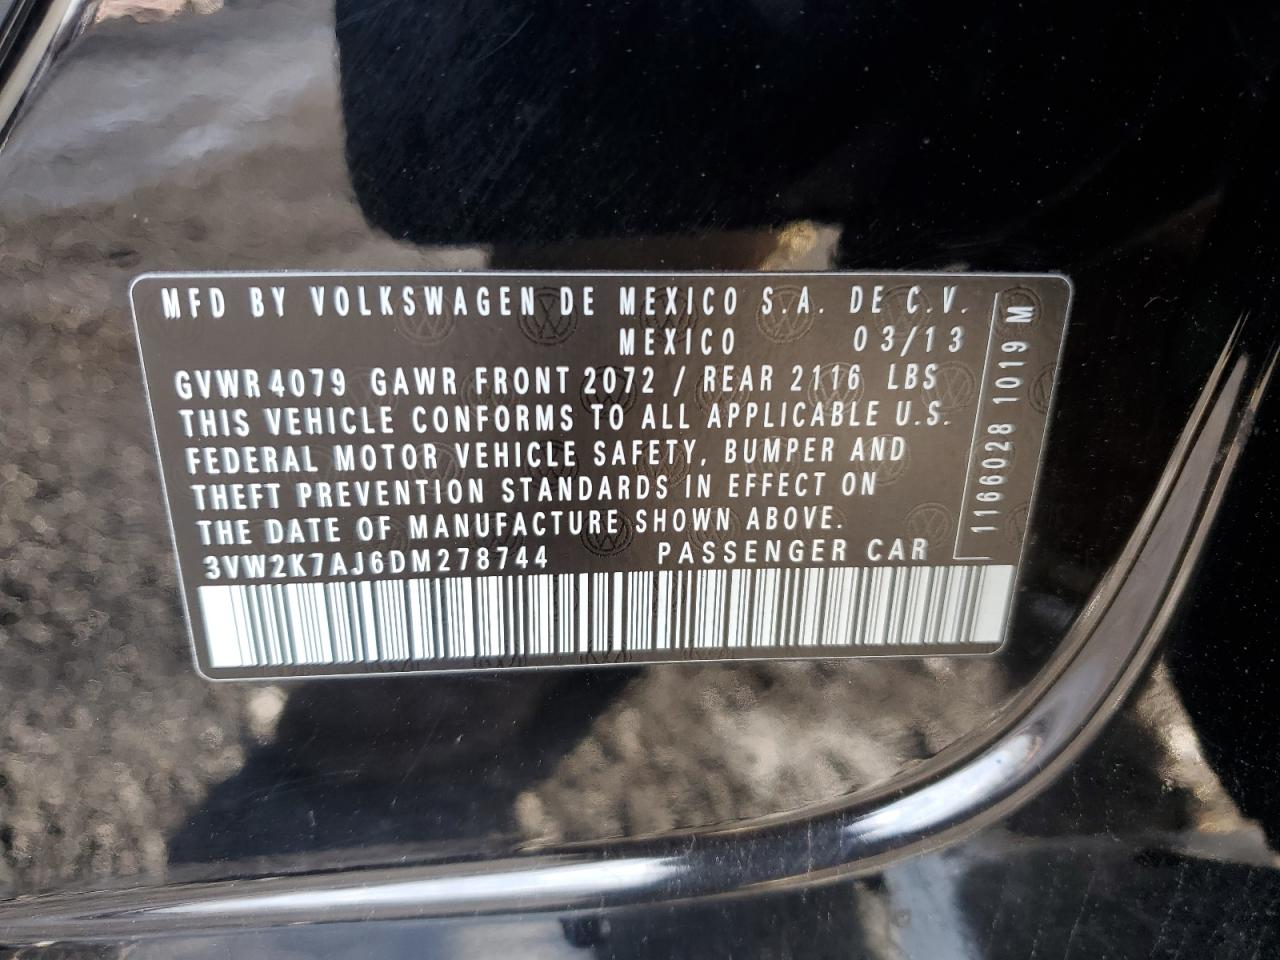 MFD BY VOLKSWAGEN DE MEXICO S.A. DE C.V.
MEXICO 03/13
GVWR 4079 GAWR FRONT 2072 / REAR 2116 LBS
THIS VEHICLE CONFORMS TO ALL APPLICABLE U.S.
FEDERAL MOTOR VEHICLE SAFETY, BUMPER AND
THEFT PREVENTION STANDARDS IN EFFECT ON
THE DATE OF MANUFACTURE SHOWN ABOVE.
3VW2K7AJ6DM278744 PASSENGER CAR
1166028 1019 M